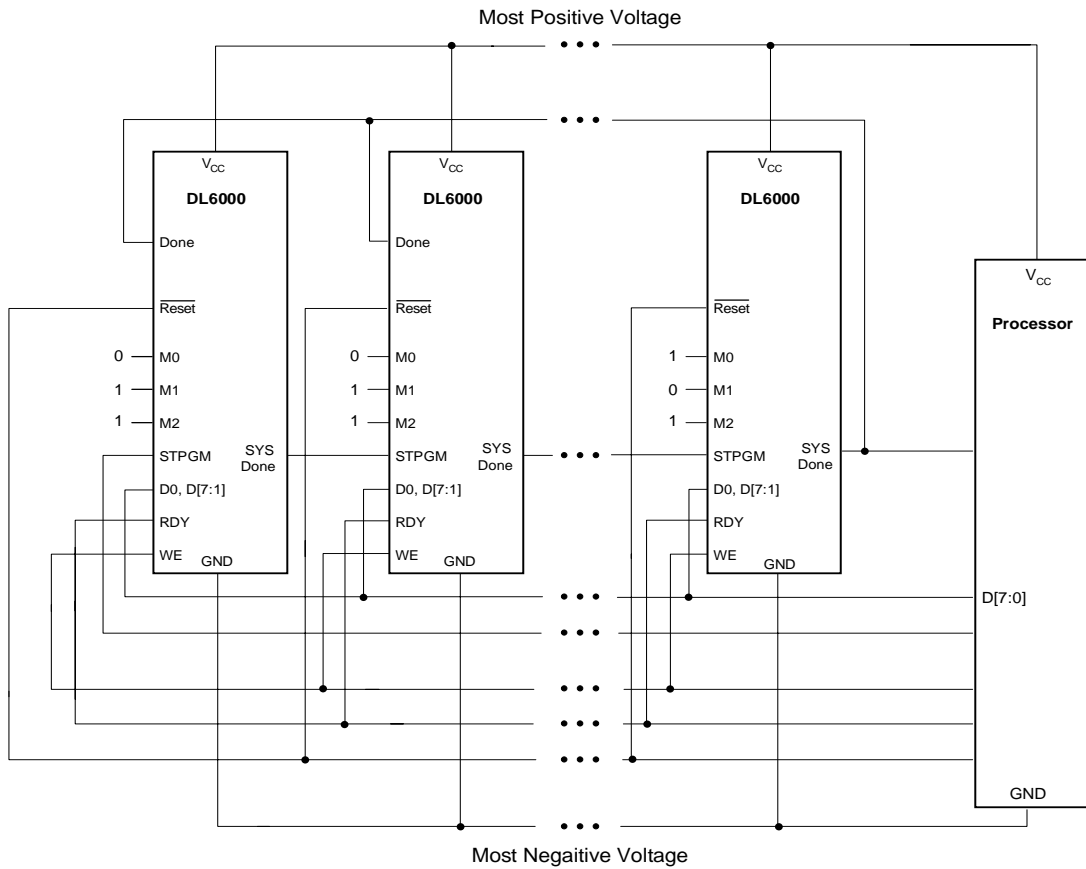 Most Positive Voltage
VCC
DL6000
Done
Reset
0 M0
1 M1
1 M2
STPGM
SYS
Done
D0, D[7:1]
RDY
WE
GND
VCC
DL6000
Done
Reset
0 M0
1 M1
1 M2
STPGM
SYS
Done
D0, D[7:1]
RDY
WE
GND
VCC
DL6000
Reset
1 M0
0 M1
1 M2
STPGM
SYS
Done
D0, D[7:1]
RDY
WE
GND
VCC
Processor
D[7:0]
GND
Most Negaitive Voltage